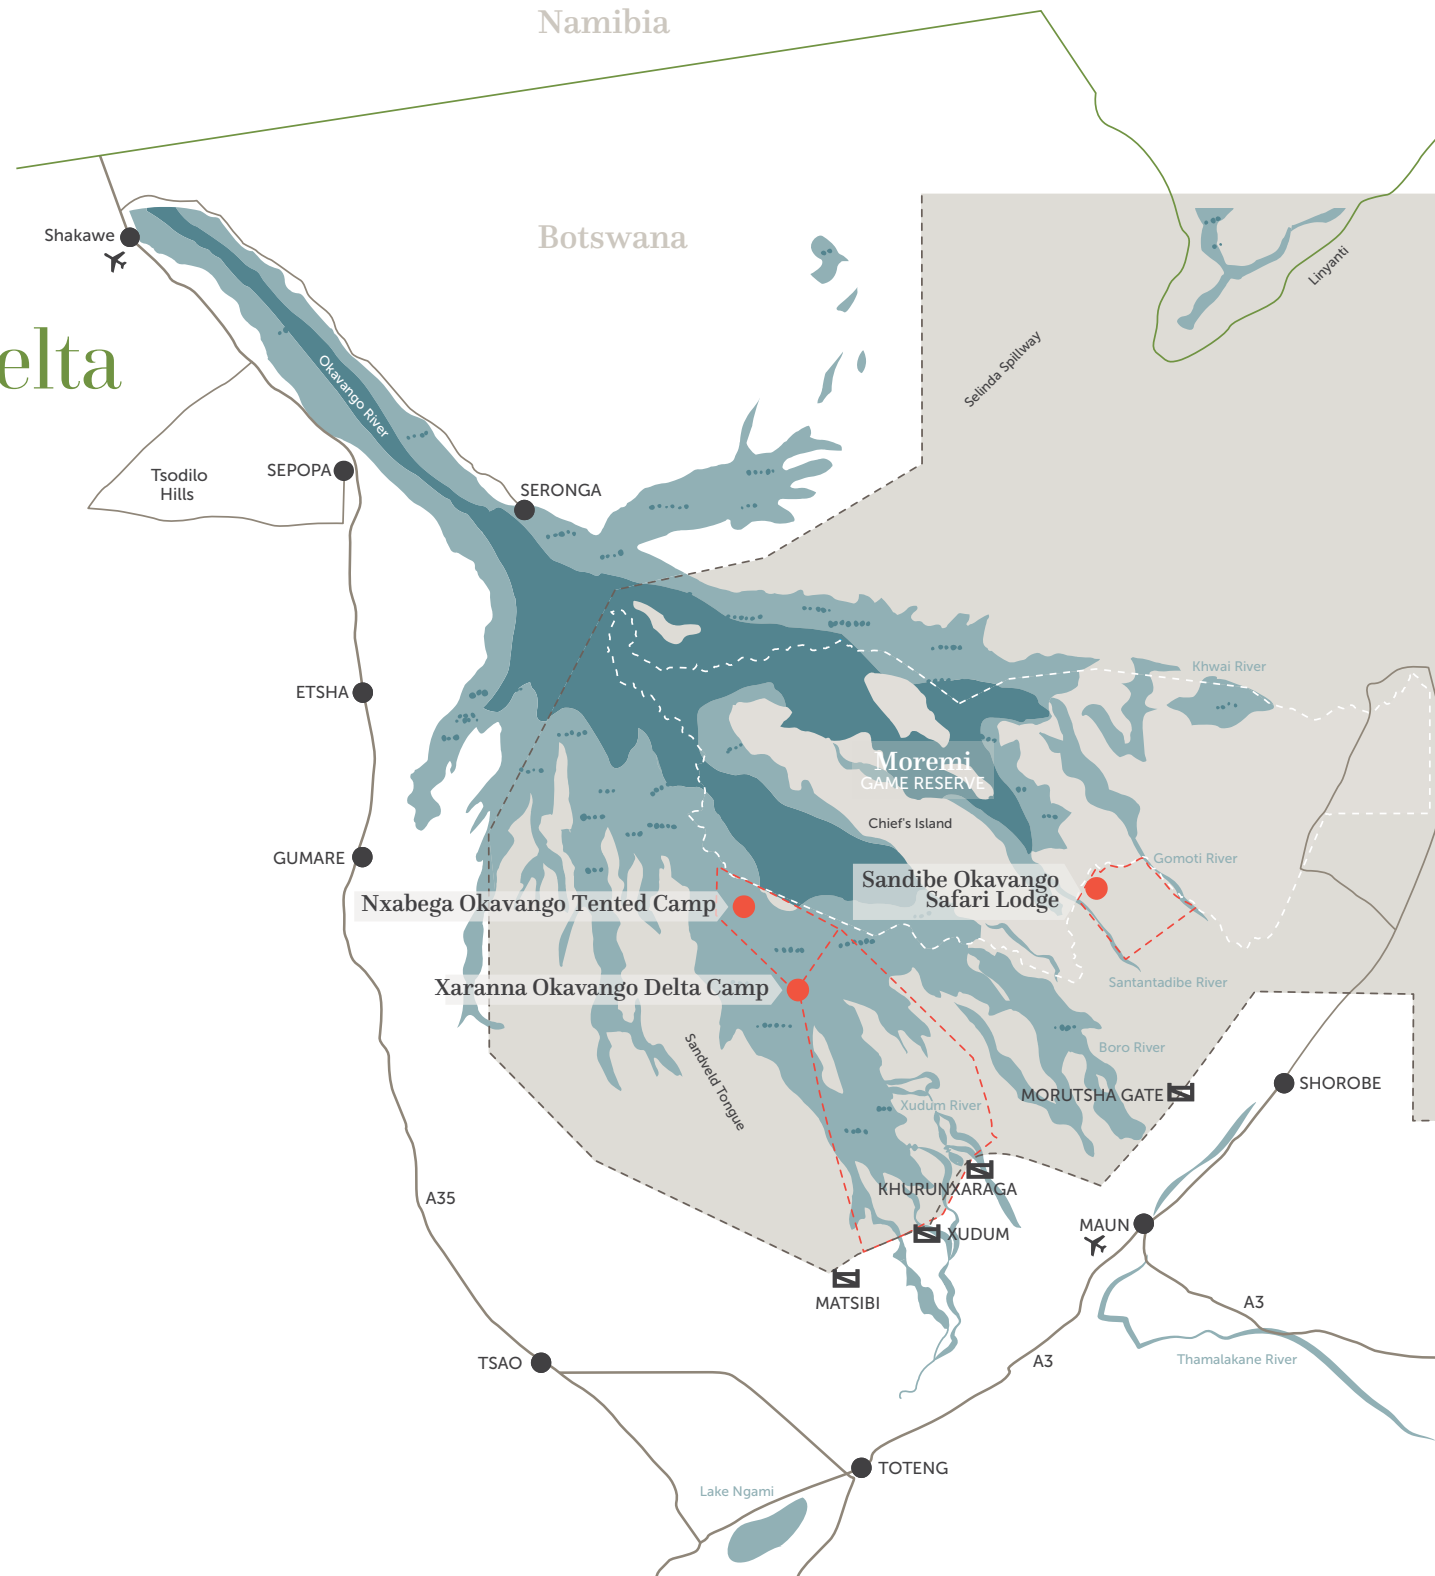 Namibia
Botswana
Shakawe
elta
Okavango River
Linyanti
Selinda Spillway
Tsodilo
Hills
SEPOPA
SERONGA
ETSHA
Khwai River
Moremi
GAME RESERVE
Chief's Island
GUMARE
Gomoti River
Sandibe Okavango
Safari Lodge
Nxabega Okavango Tented Camp
Xaranna Okavango Delta Camp
Santantadibe River
Sandveld Tongue
Boro River
MORUTSHA GATE
SHOROBE
Xudum River
KHURUNXARAGA
A35
MAUN
XUDUM
MATSIBI
A3
A3
Thamalakane River
TSAO
TOTENG
Lake Ngami